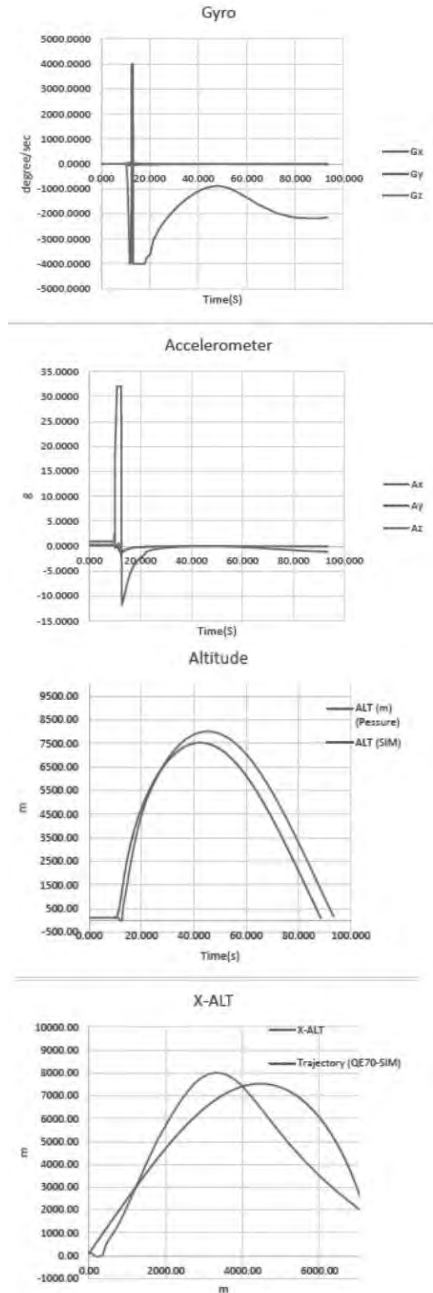 Gyro
5000.0000
4000.0000
3000.0000
2000.0000
1000.0000
0.0000
0.000 20.000 40.000 60.000 80.000 100.000
-1000.0000
-2000.0000
-3000.0000
-4000.0000
-5000.0000
degree/sec
Time(S)
Gx
Gy
Gz
Accelerometer
35.0000
30.0000
25.0000
20.0000
15.0000
10.0000
5.0000
0.0000
0.000 20.000 40.000 60.000 80.000 100.000
-5.0000
-10.0000
-15.0000
g
Time(S)
Ax
Ay
Az
Altitude
9500.00
8500.00
7500.00
6500.00
5500.00
4500.00
3500.00
2500.00
1500.00
500.00
-500.00
0.000 20.000 40.000 60.000 80.000 100.000
m
Time(s)
ALT (m)
(Pessure)
ALT (SIM)
X-ALT
10000.00
9000.00
8000.00
7000.00
6000.00
5000.00
4000.00
3000.00
2000.00
1000.00
0.00
0.00 2000.00 4000.00 6000.00
-1000.00
m
m
X-ALT
Trajectory (QE70-SIM)